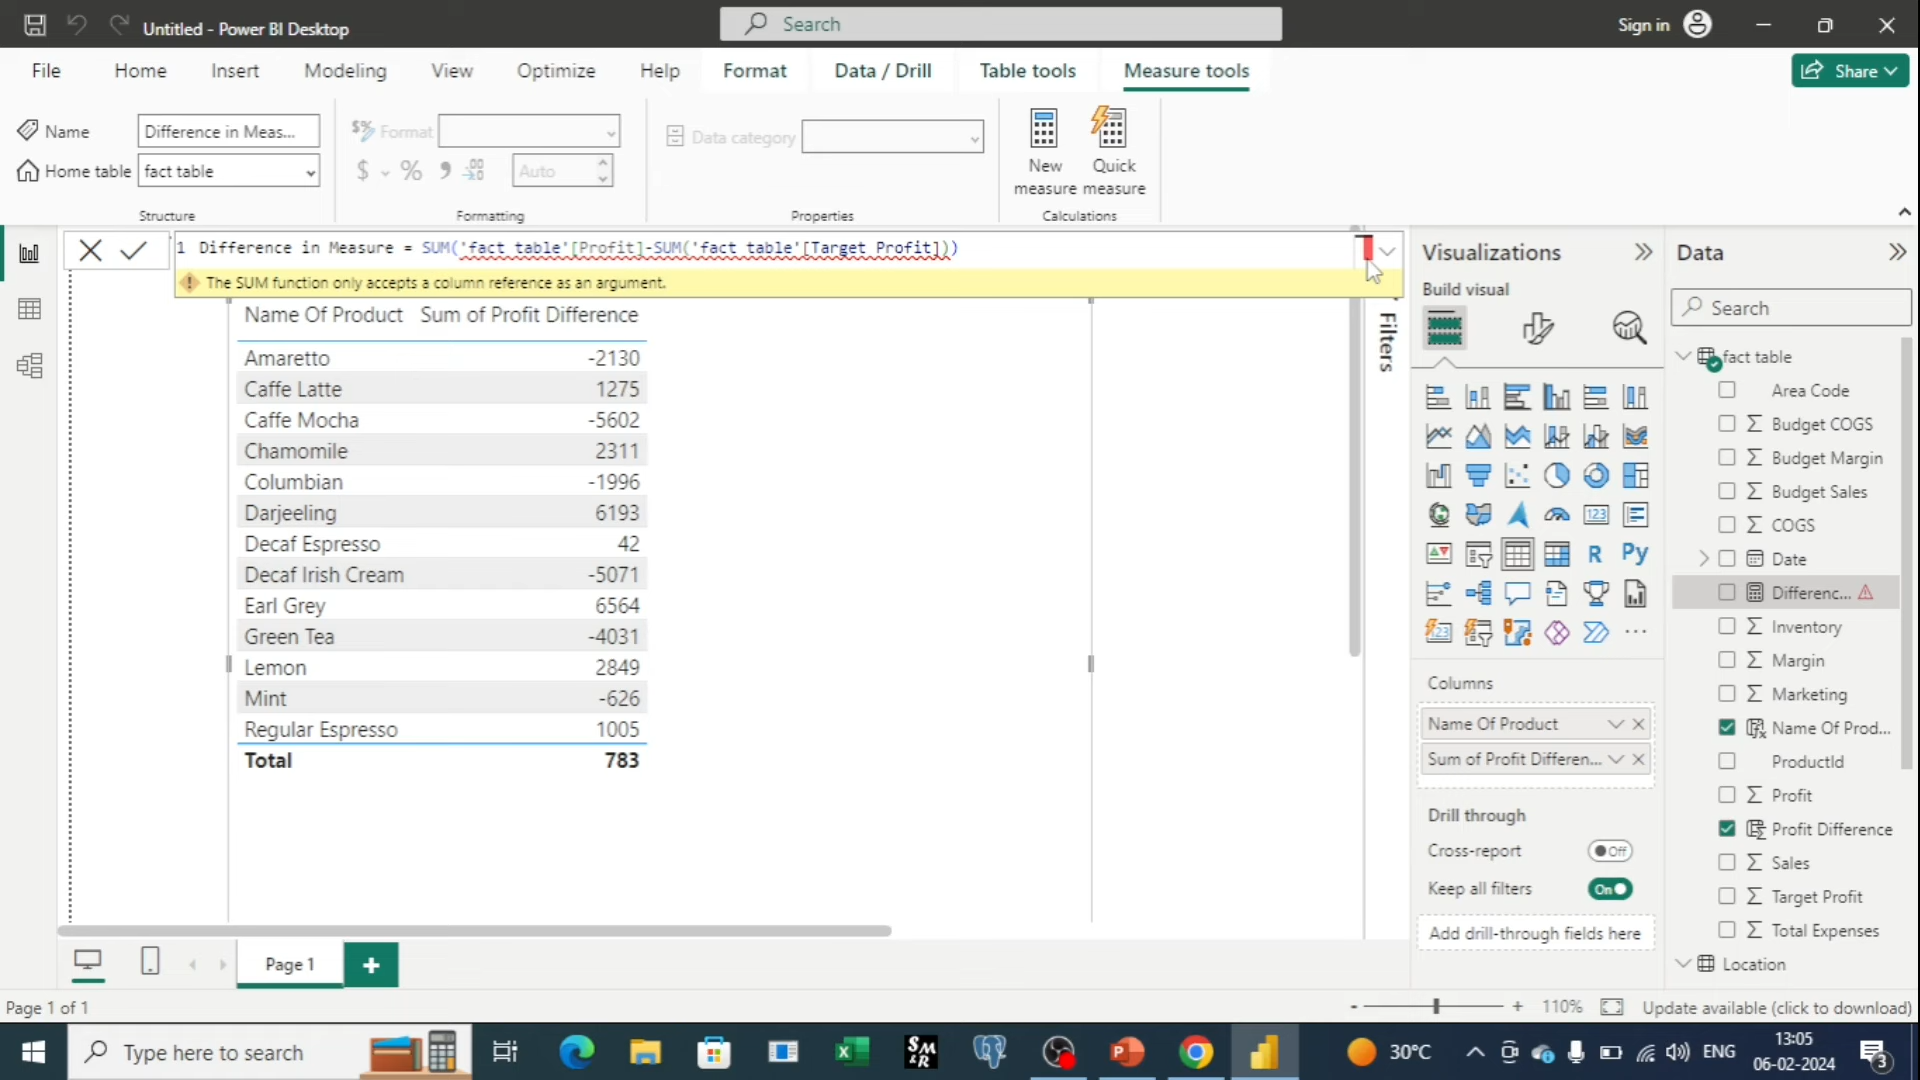 Untitled - Power BI Desktop
Search
Sign in
File
Home
Insert
Modeling
View
Optimize
Help
Format
Data / Drill
Table tools
Measure tools
Share
Name
Difference in Meas...
Home table
fact table
Structure
$% Format
$ % 9 .00
Auto
Formatting
Data category
Properties
New measure
Quick measure
Calculations
1 Difference in Measure = SUM('fact table'[Profit]-SUM('fact table'[Target Profit]))
The SUM function only accepts a column reference as an argument.
Name Of Product Sum of Profit Difference
Amaretto -2130
Caffe Latte 1275
Caffe Mocha -5602
Chamomile 2311
Columbian -1996
Darjeeling 6193
Decaf Espresso 42
Decaf Irish Cream -5071
Earl Grey 6564
Green Tea -4031
Lemon 2849
Mint -626
Regular Espresso 1005
Total 783
Filters
Visualizations
Build visual
123
R
Py
123
Columns
Name Of Product
Sum of Profit Differen...
Drill through
Cross-report
Off
Keep all filters
On
Add drill-through fields here
Data
Search
fact table
Area Code
Budget COGS
Budget Margin
Budget Sales
COGS
Date
Differenc...
Inventory
Margin
Marketing
Name Of Prod...
ProductId
Profit
Profit Difference
Sales
Target Profit
Total Expenses
Location
Page 1
Page 1 of 1
- + 110%
Update available (click to download)
Type here to search
SM &R
30°C
ENG
13:05
06-02-2024
3